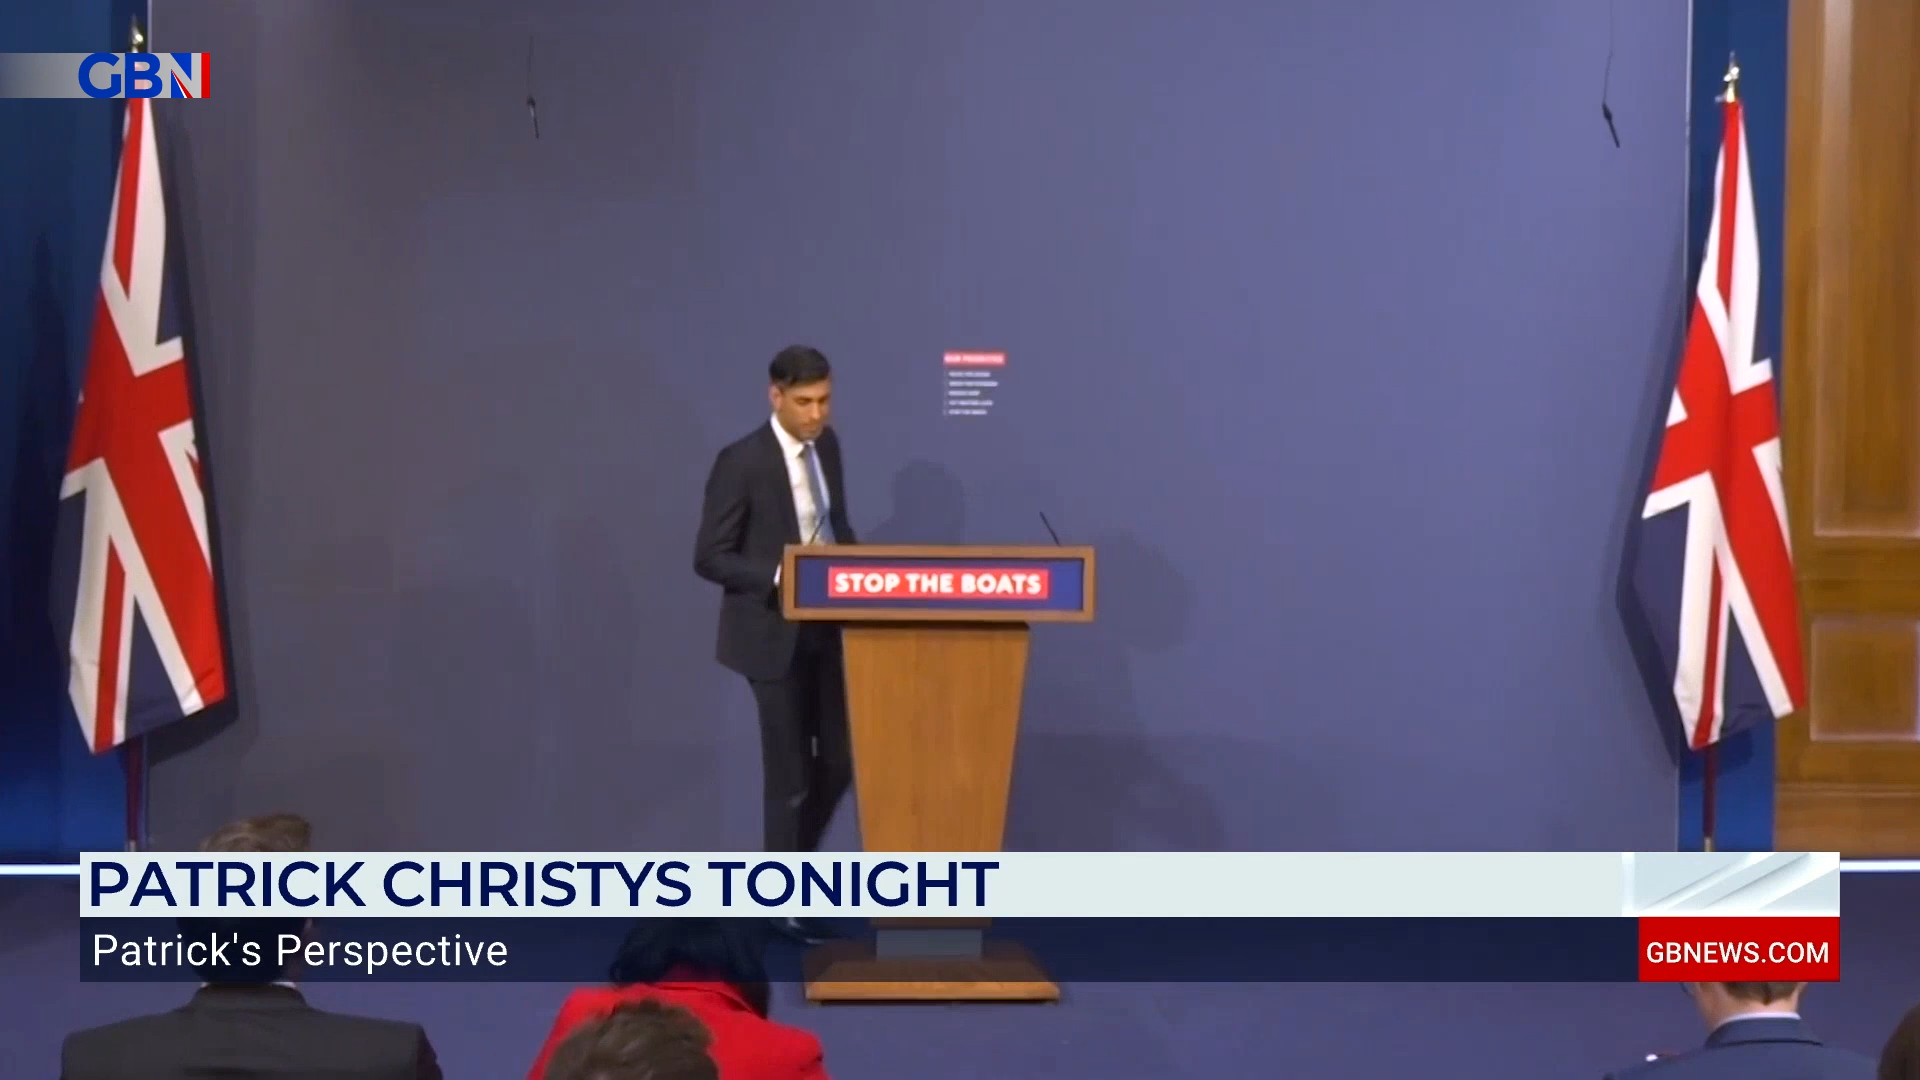 GBN
STOP THE BOATS
PATRICK CHRISTYS TONIGHT
Patrick's Perspective
GBNEWS.COM